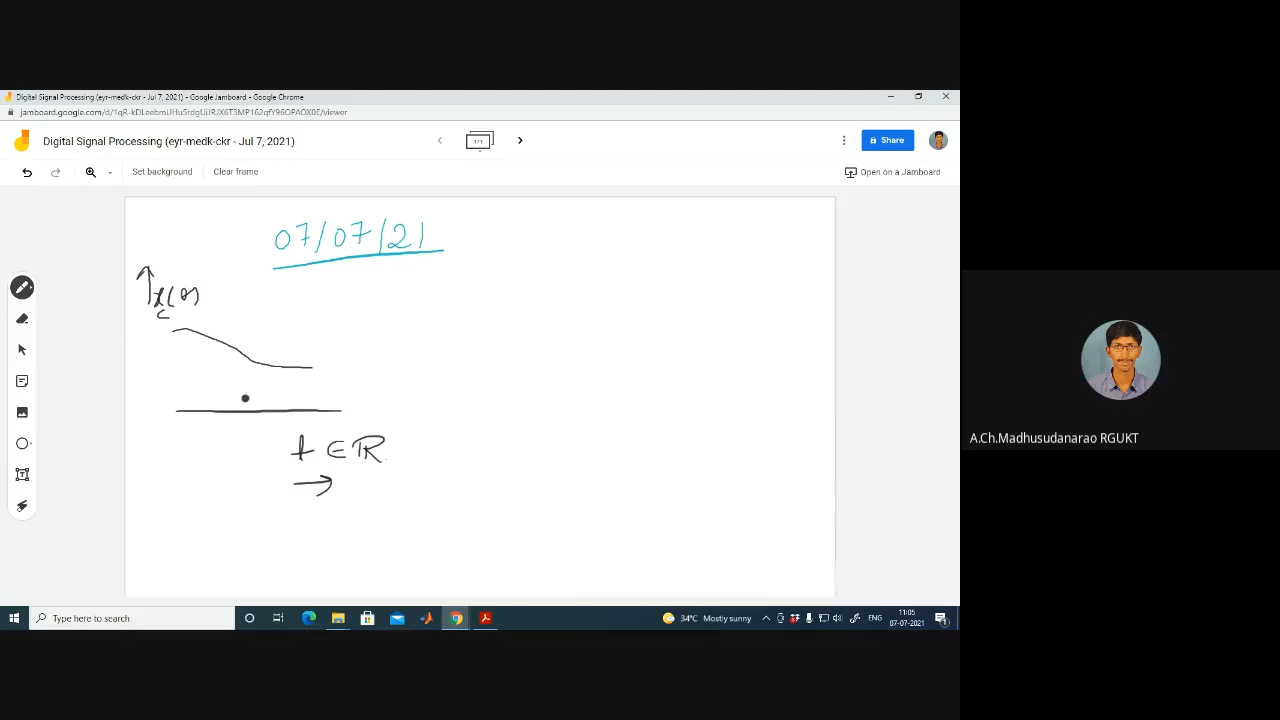 Digital Signal Processing (eyr-medk-ckr - Jul 7, 2021) - Google Jamboard - Google Chrome
Digital Signal Processing (eyr-medk-ckr - Jul 7, 2021)
1/1
Share
Set background
Clear frame
Open on a Jamboard
07/07/21
t ∈ ℝ
A.Ch.Madhusudanarao RGUKT
Type here to search
34°C Mostly sunny
ENG
11:05
07-07-2021